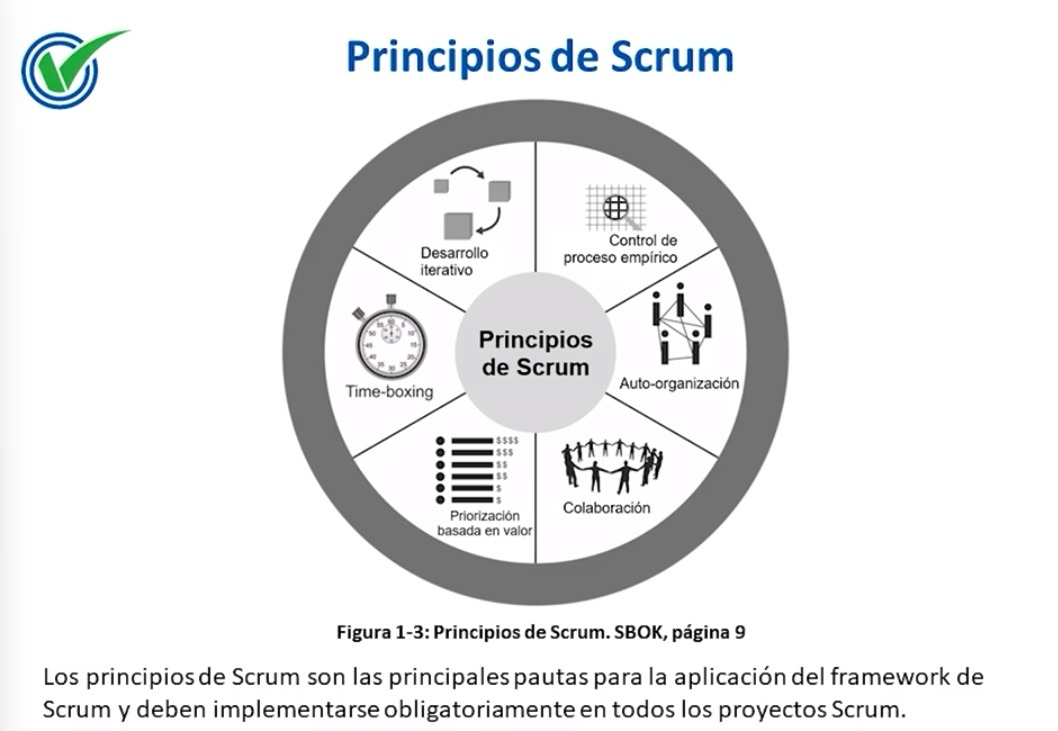 Principios de Scrum
Desarrollo
iterativo
Control de
proceso empírico
Time-boxing
Principios
de Scrum
Auto-organización
$$$$
$$$
$$
$$
$
$
Priorización
basada en valor
Colaboración
Figura 1-3: Principios de Scrum. SBOK, página 9
Los principios de Scrum son las principales pautas para la aplicación del framework de
Scrum y deben implementarse obligatoriamente en todos los proyectos Scrum.